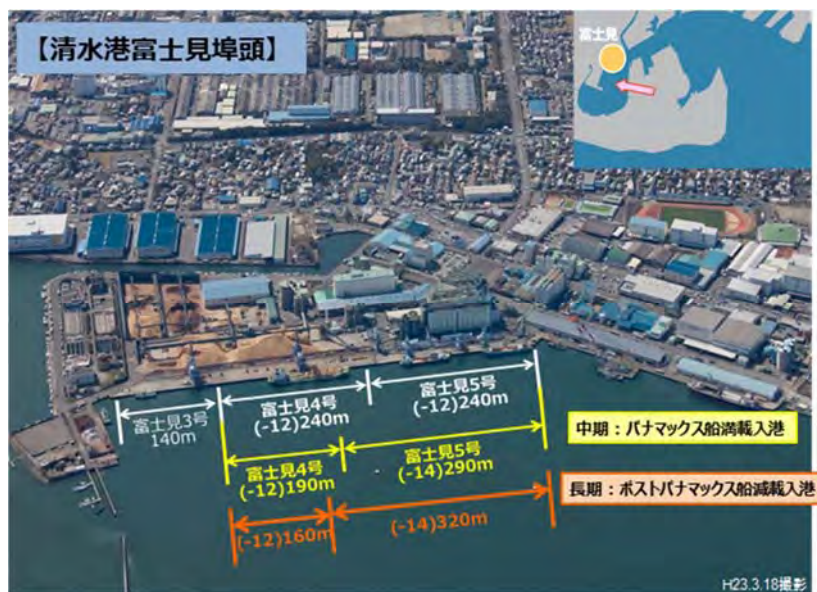 【清水港富士見埠頭】
富士見
富士見3号
140m
富士見4号
(-12)240m
富士見5号
(-12)240m
中期：パナマックス船満載入港
富士見4号
(-12)190m
富士見5号
(-14)290m
長期：ポストパナマックス船減載入港
(-12)160m
(-14)320m
H23.3.18撮影